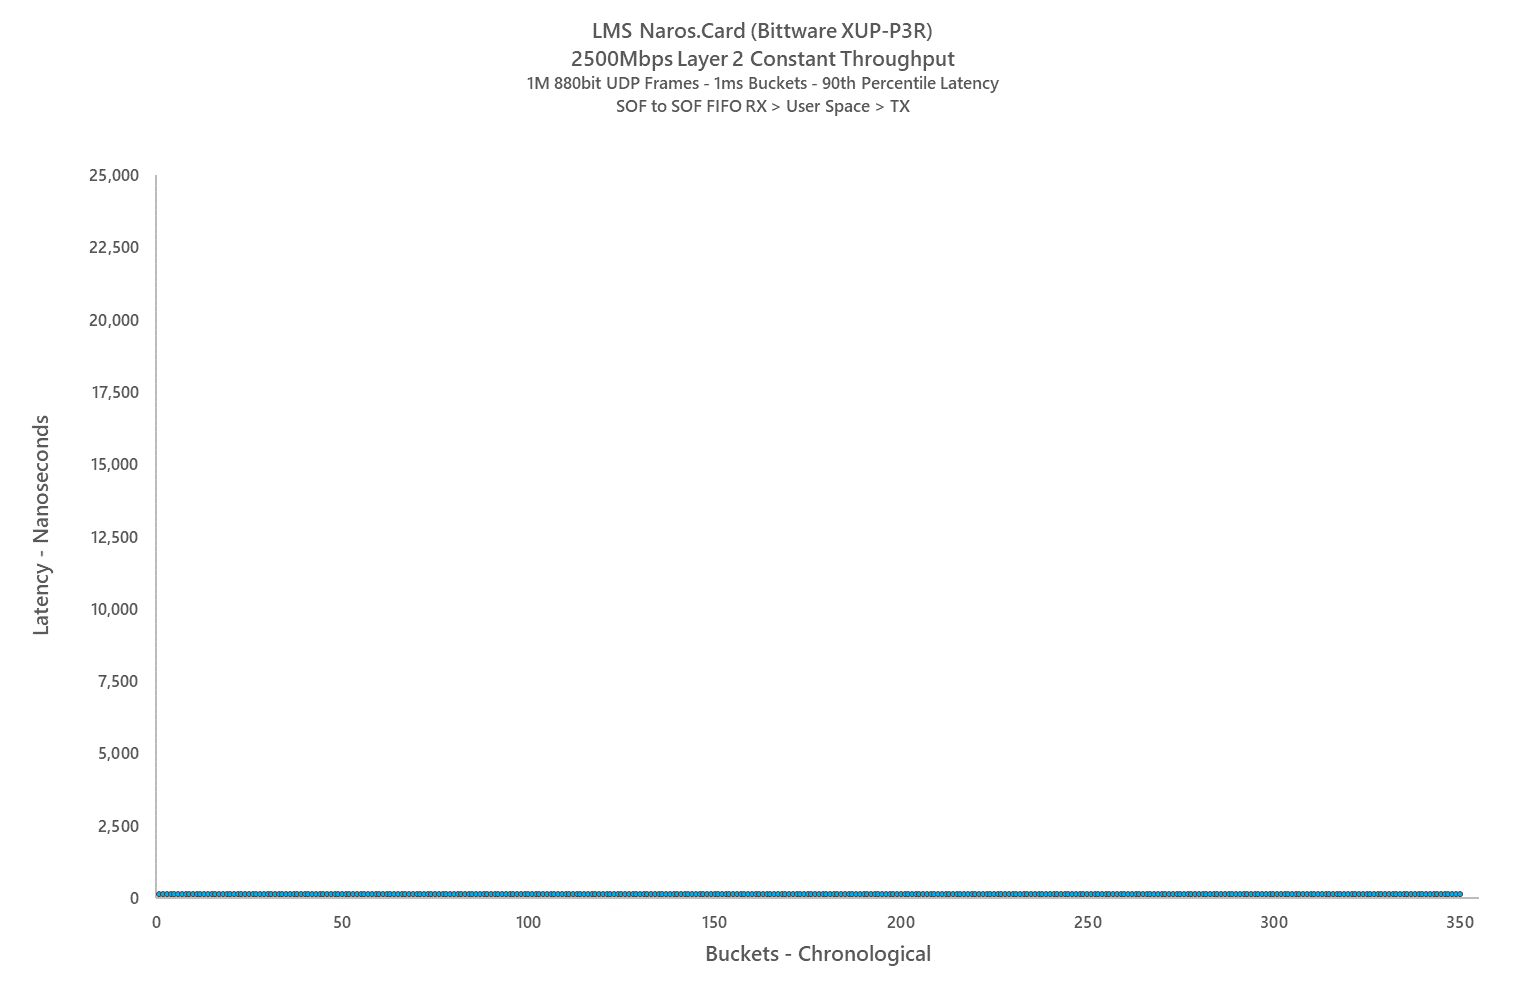 LMS Naros.Card (Bittware XUP-P3R)
2500Mbps Layer 2 Constant Throughput
1M 880bit UDP Frames - 1ms Buckets - 90th Percentile Latency
SOF to SOF FIFO RX > User Space > TX
25,000
22,500
20,000
17,500
15,000
12,500
10,000
7,500
5,000
2,500
0
Latency - Nanoseconds
0 50 100 150 200 250 300 350
Buckets - Chronological